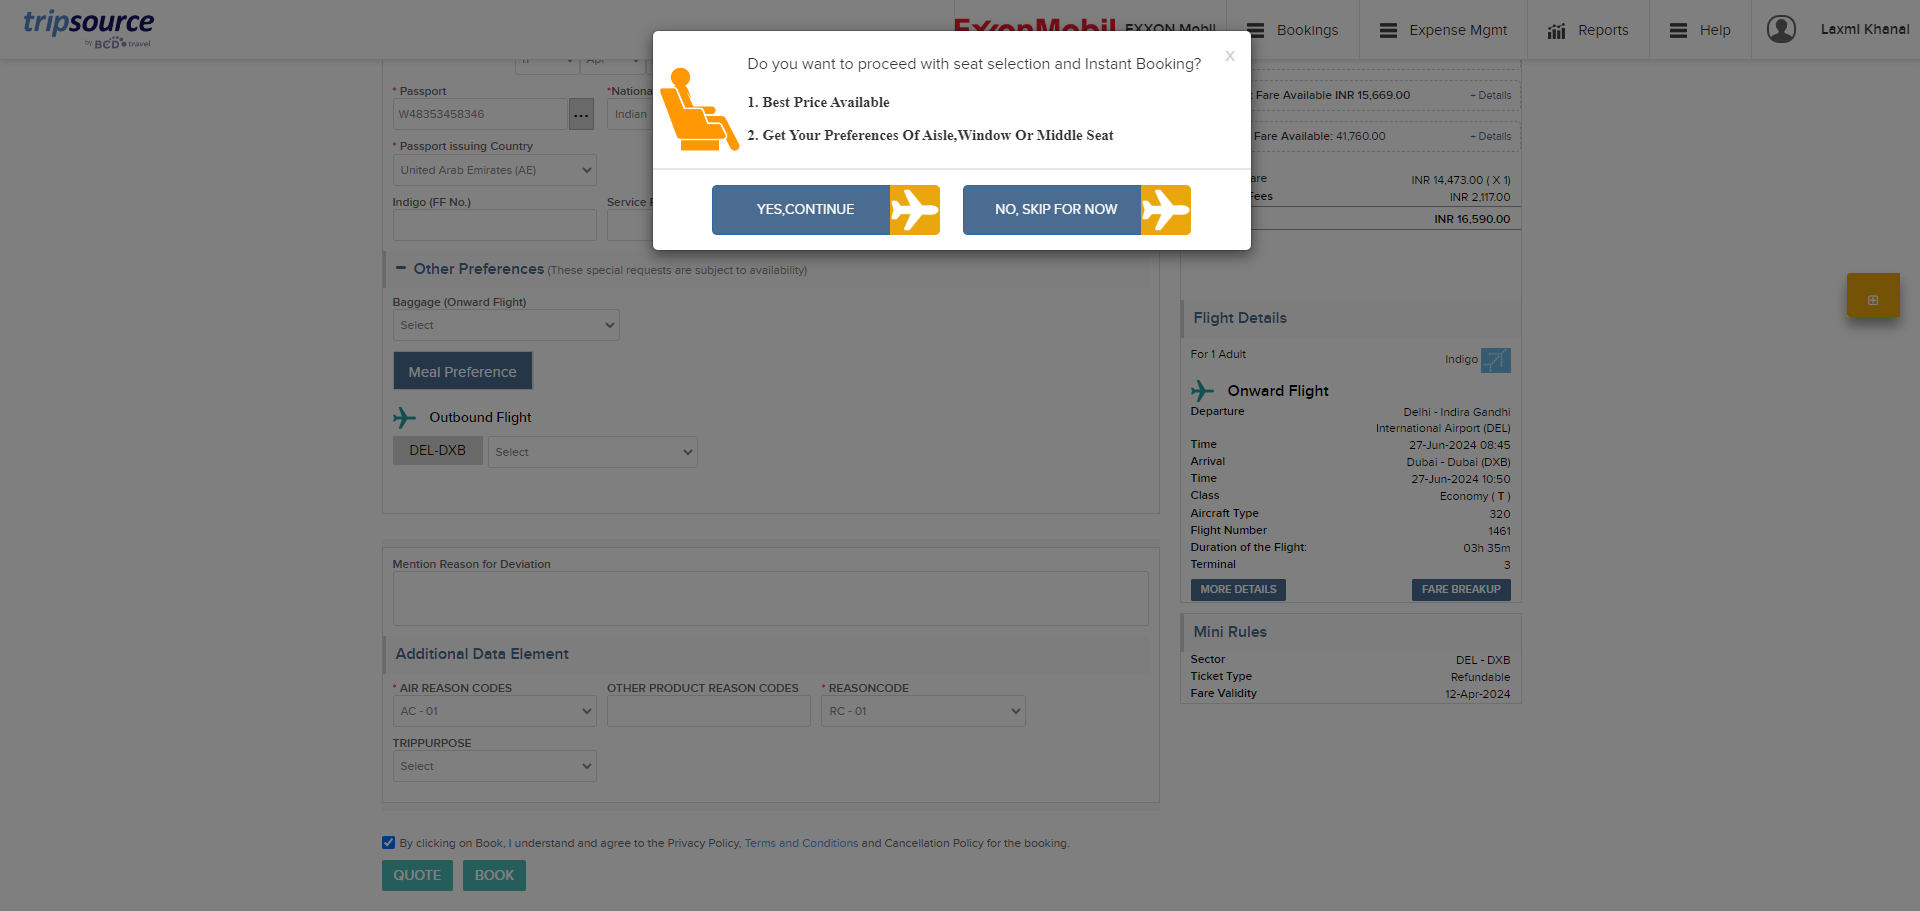 tripsource
by BCD travel
ExxonMobil
EXXON Mobil
Bookings
Expense Mgmt
Reports
Help
Laxmi Khanal
Do you want to proceed with seat selection and Instant Booking?
x
1. Best Price Available
2. Get Your Preferences Of Aisle,Window Or Middle Seat
YES,CONTINUE
NO, SKIP FOR NOW
* Passport
W48353458346
...
Indian
* Passport issuing Country
United Arab Emirates (AE)
Indigo (FF No.)
Service
− Other Preferences (These special requests are subject to availability)
Baggage (Onward Flight)
Select
Meal Preference
Outbound Flight
DEL-DXB
Select
Mention Reason for Deviation
Additional Data Element
* AIR REASON CODES
OTHER PRODUCT REASON CODES
* REASONCODE
AC - 01
RC - 01
TRIPPURPOSE
Select
By clicking on Book, I understand and agree to the Privacy Policy, Terms and Conditions and Cancellation Policy for the booking.
QUOTE
BOOK
: Fare Available INR 15,669.00
- Details
Fare Available: 41,760.00
- Details
INR 14,473.00 ( X 1)
Fees
INR 2,117.00
INR 16,590.00
Flight Details
For 1 Adult
Indigo
Onward Flight
Departure
Delhi - Indira Gandhi
International Airport (DEL)
Time
27-Jun-2024 08:45
Arrival
Dubai - Dubai (DXB)
Time
27-Jun-2024 10:50
Class
Economy ( T )
Aircraft Type
320
Flight Number
1461
Duration of the Flight:
03h 35m
Terminal
3
MORE DETAILS
FARE BREAKUP
Mini Rules
Sector
DEL - DXB
Ticket Type
Refundable
Fare Validity
12-Apr-2024